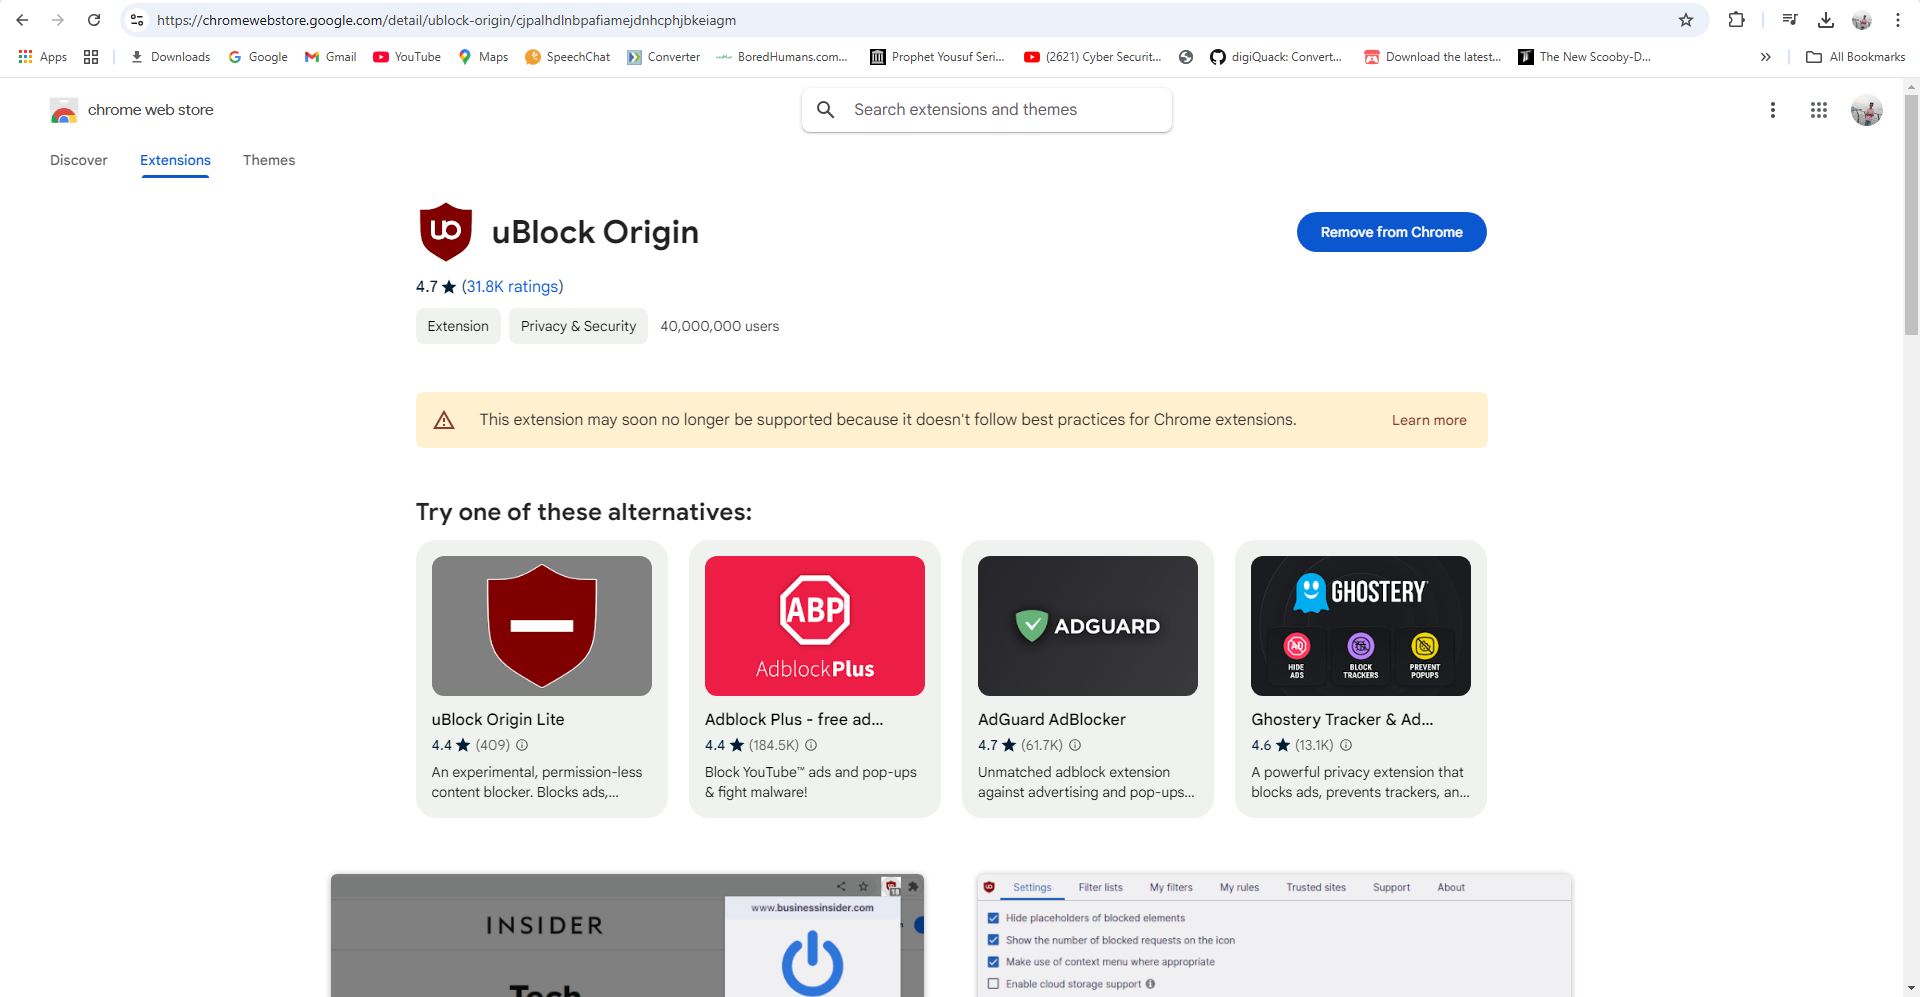 https://chromewebstore.google.com/detail/ublock-origin/cjpalhdlnbpafiamejdnhcphjbkeiagm
Apps Downloads Google Gmail YouTube Maps SpeechChat Converter BoredHumans.com... Prophet Yousuf Seri... (2621) Cyber Securit... digiQuack: Convert... Download the latest... The New Scooby-D... » All Bookmarks
chrome web store
Search extensions and themes
Discover Extensions Themes
uBlock Origin
Remove from Chrome
4.7 ★ (31.8K ratings)
Extension Privacy & Security 40,000,000 users
This extension may soon no longer be supported because it doesn't follow best practices for Chrome extensions. Learn more
Try one of these alternatives:
uBlock Origin Lite
4.4 ★ (409)
An experimental, permission-less
content blocker. Blocks ads,...
ABP
AdblockPlus
Adblock Plus - free ad...
4.4 ★ (184.5K)
Block YouTube™ ads and pop-ups
& fight malware!
ADGUARD
AdGuard AdBlocker
4.7 ★ (61.7K)
Unmatched adblock extension
against advertising and pop-ups...
GHOSTERY
AD
HIDE
ADS
BLOCK
TRACKERS
PREVENT
POPUPS
Ghostery Tracker & Ad...
4.6 ★ (13.1K)
A powerful privacy extension that
blocks ads, prevents trackers, an...
www.businessinsider.com
INSIDER
Tech
Settings Filter lists My filters My rules Trusted sites Support About
Hide placeholders of blocked elements
Show the number of blocked requests on the icon
Make use of context menu where appropriate
Enable cloud storage support